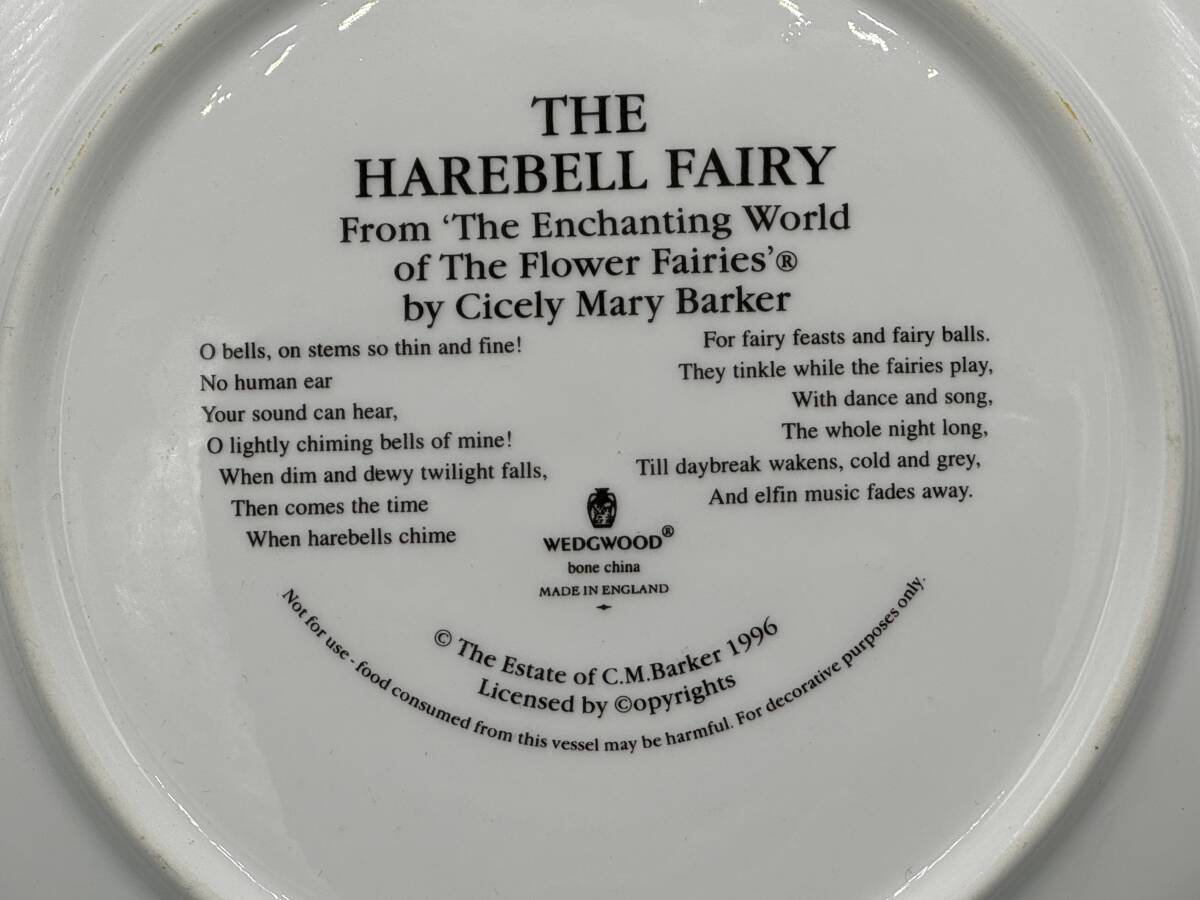 THE
HAREBELL FAIRY
From ‘The Enchanting World
of The Flower Fairies’®
by Cicely Mary Barker
O bells, on stems so thin and fine!
No human ear
Your sound can hear,
O lightly chiming bells of mine!
When dim and dewy twilight falls,
Then comes the time
When harebells chime
For fairy feasts and fairy balls.
They tinkle while the fairies play,
With dance and song,
The whole night long,
Till daybreak wakens, cold and grey,
And elfin music fades away.
WEDGWOOD®
bone china
MADE IN ENGLAND
© The Estate of C.M.Barker 1996
Licensed by ©opyrights
Not for use - food consumed from this vessel may be harmful. For decorative purposes only.